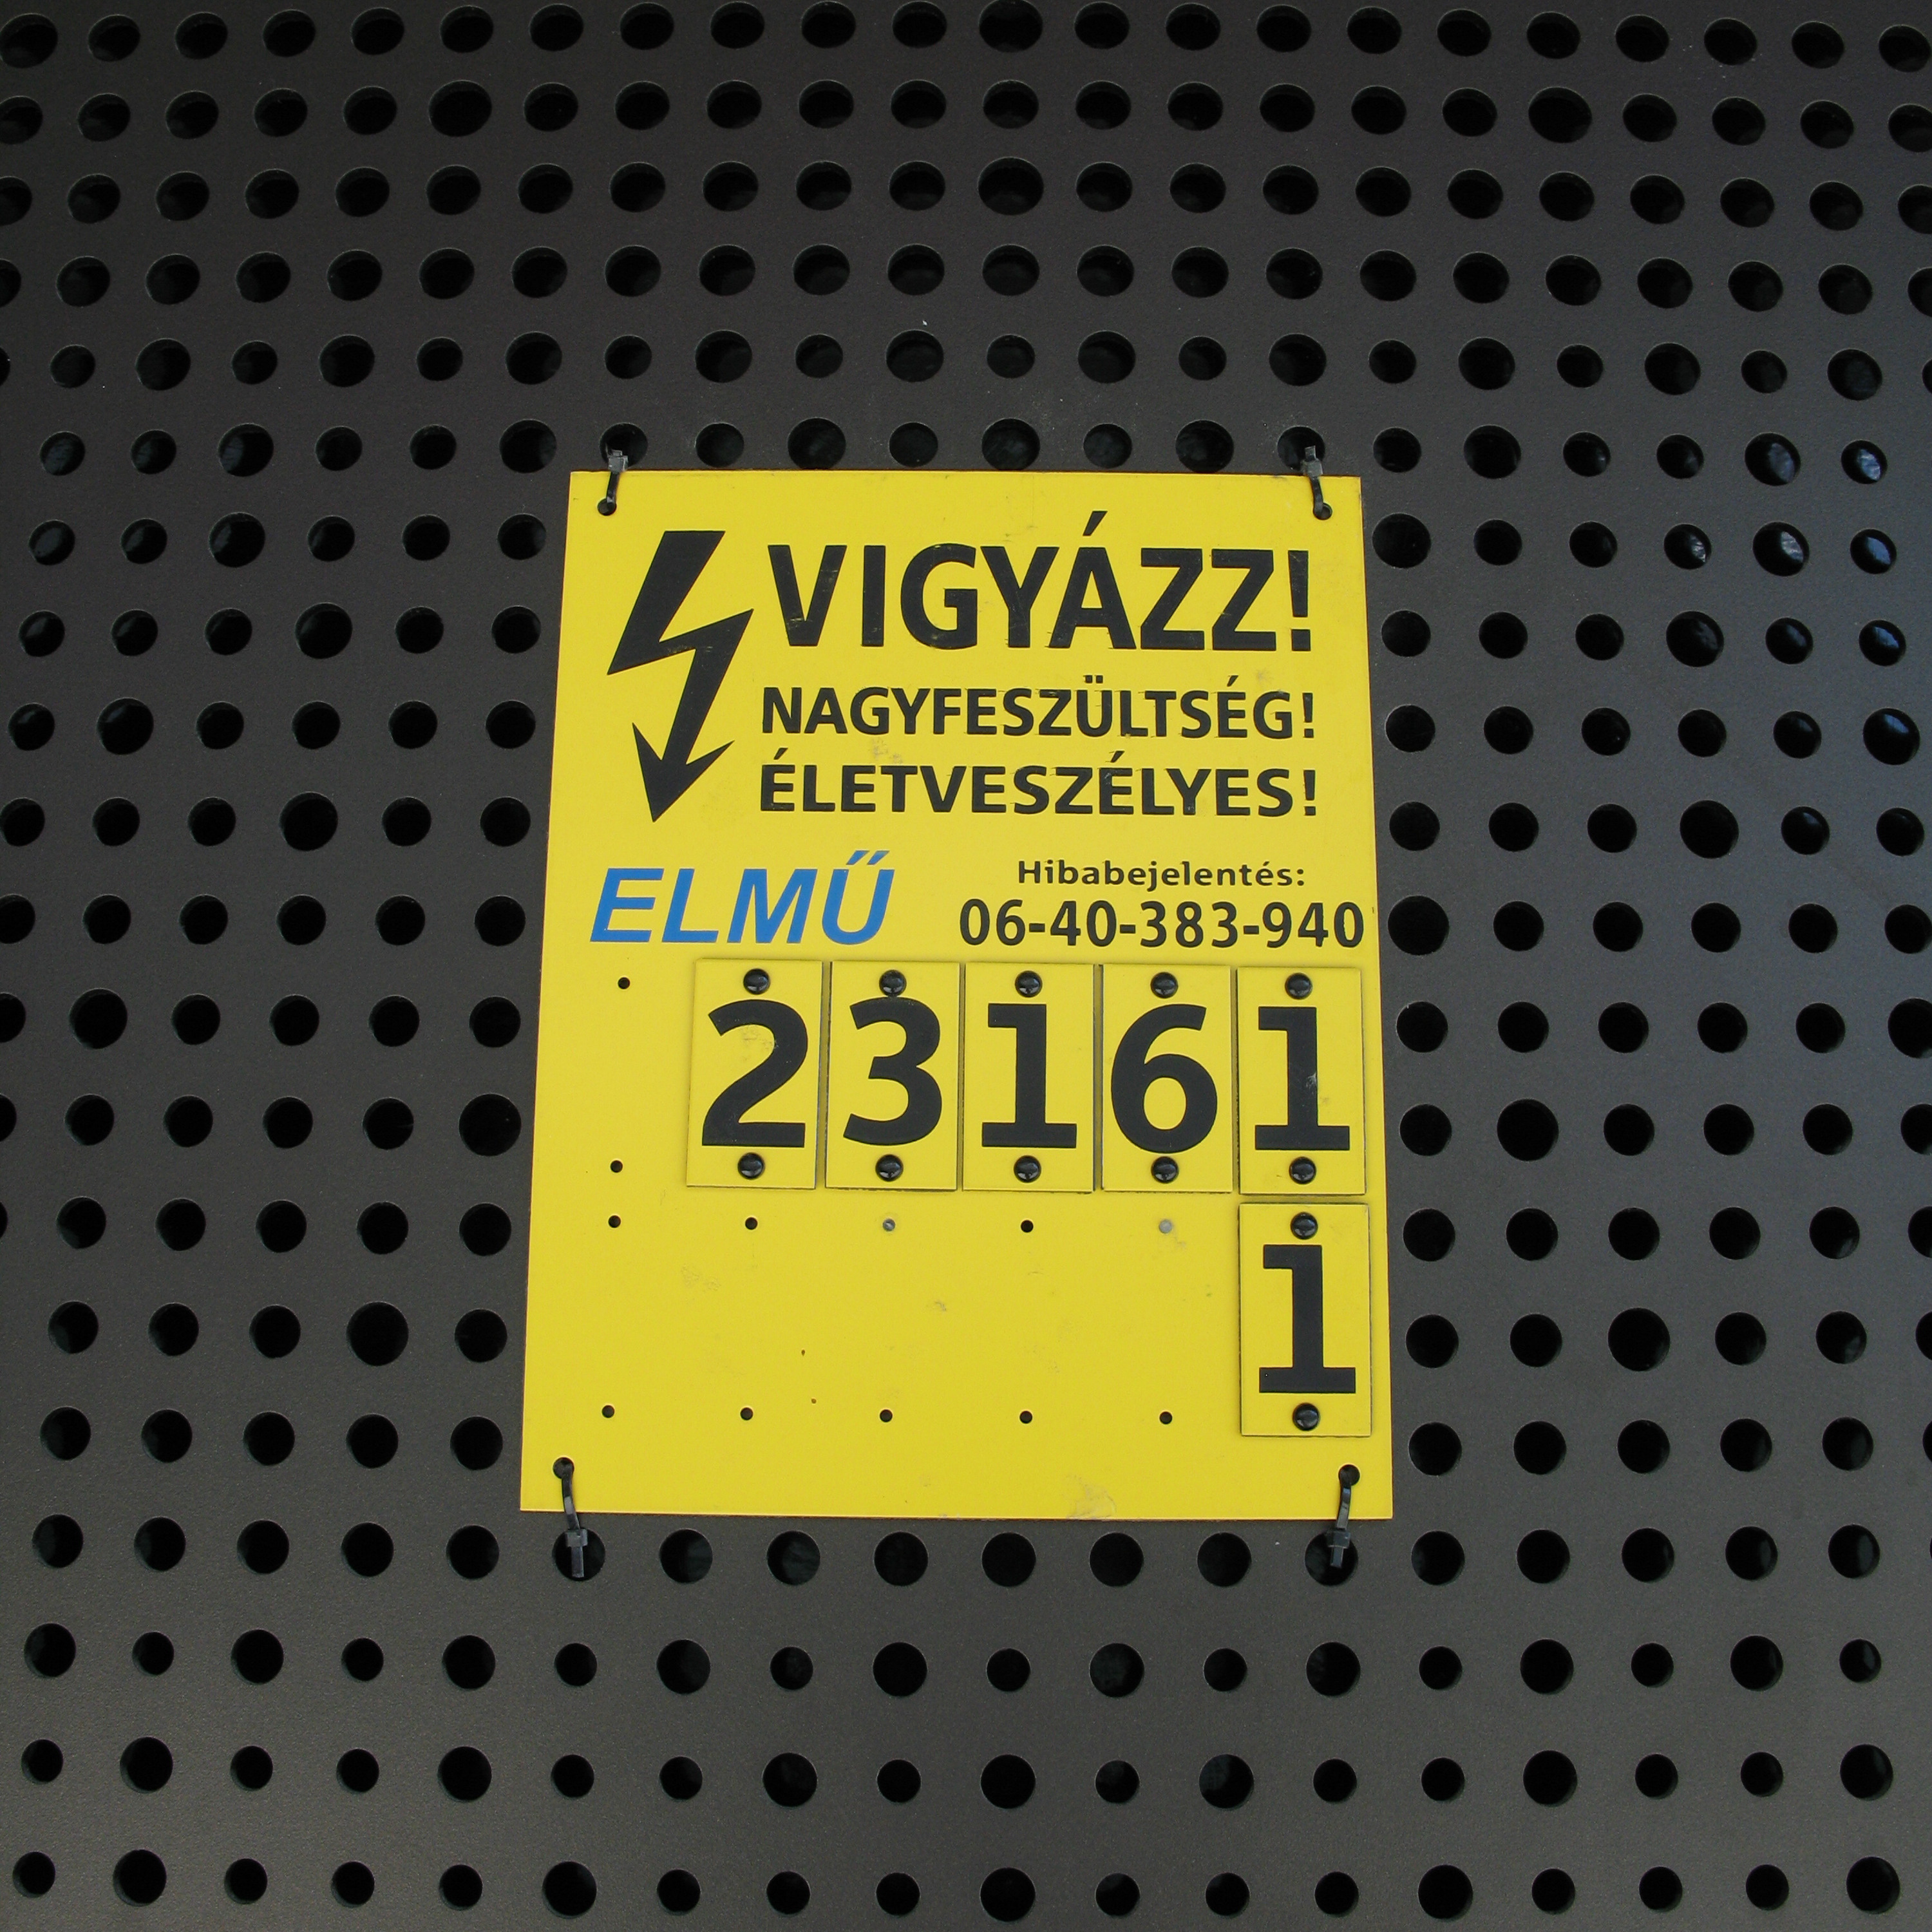 VIGYÁZZ!
NAGYFESZÜLTSÉG!
ÉLETVESZÉLYES!
ELMŰ
Hibabejelentés:
06-40-383-940
23161
1